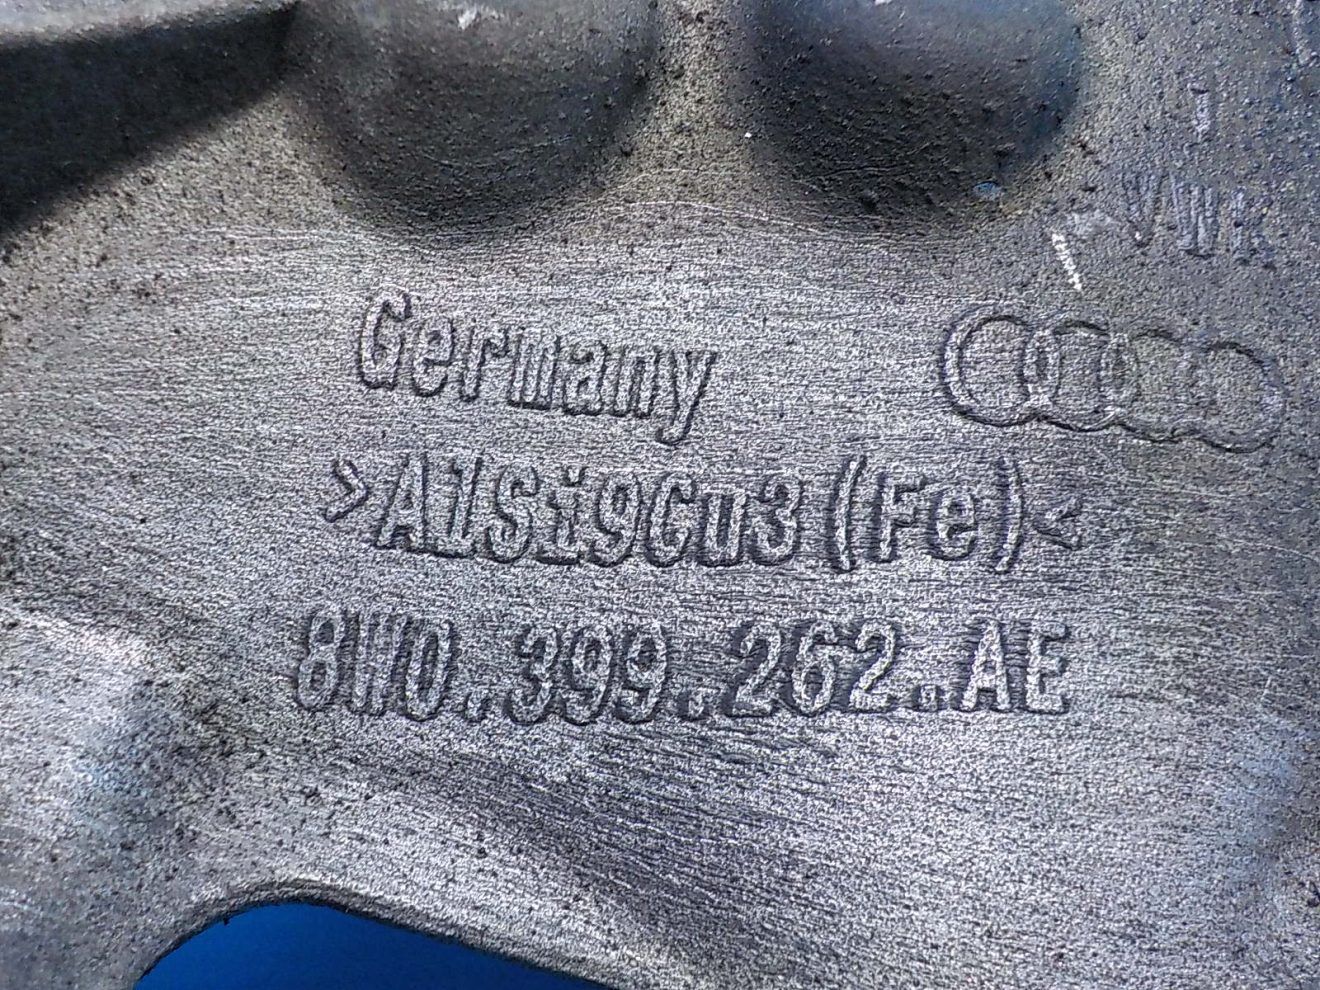 Germany
>AlSi9Cu3(Fe)<
8H0.399.262.AE